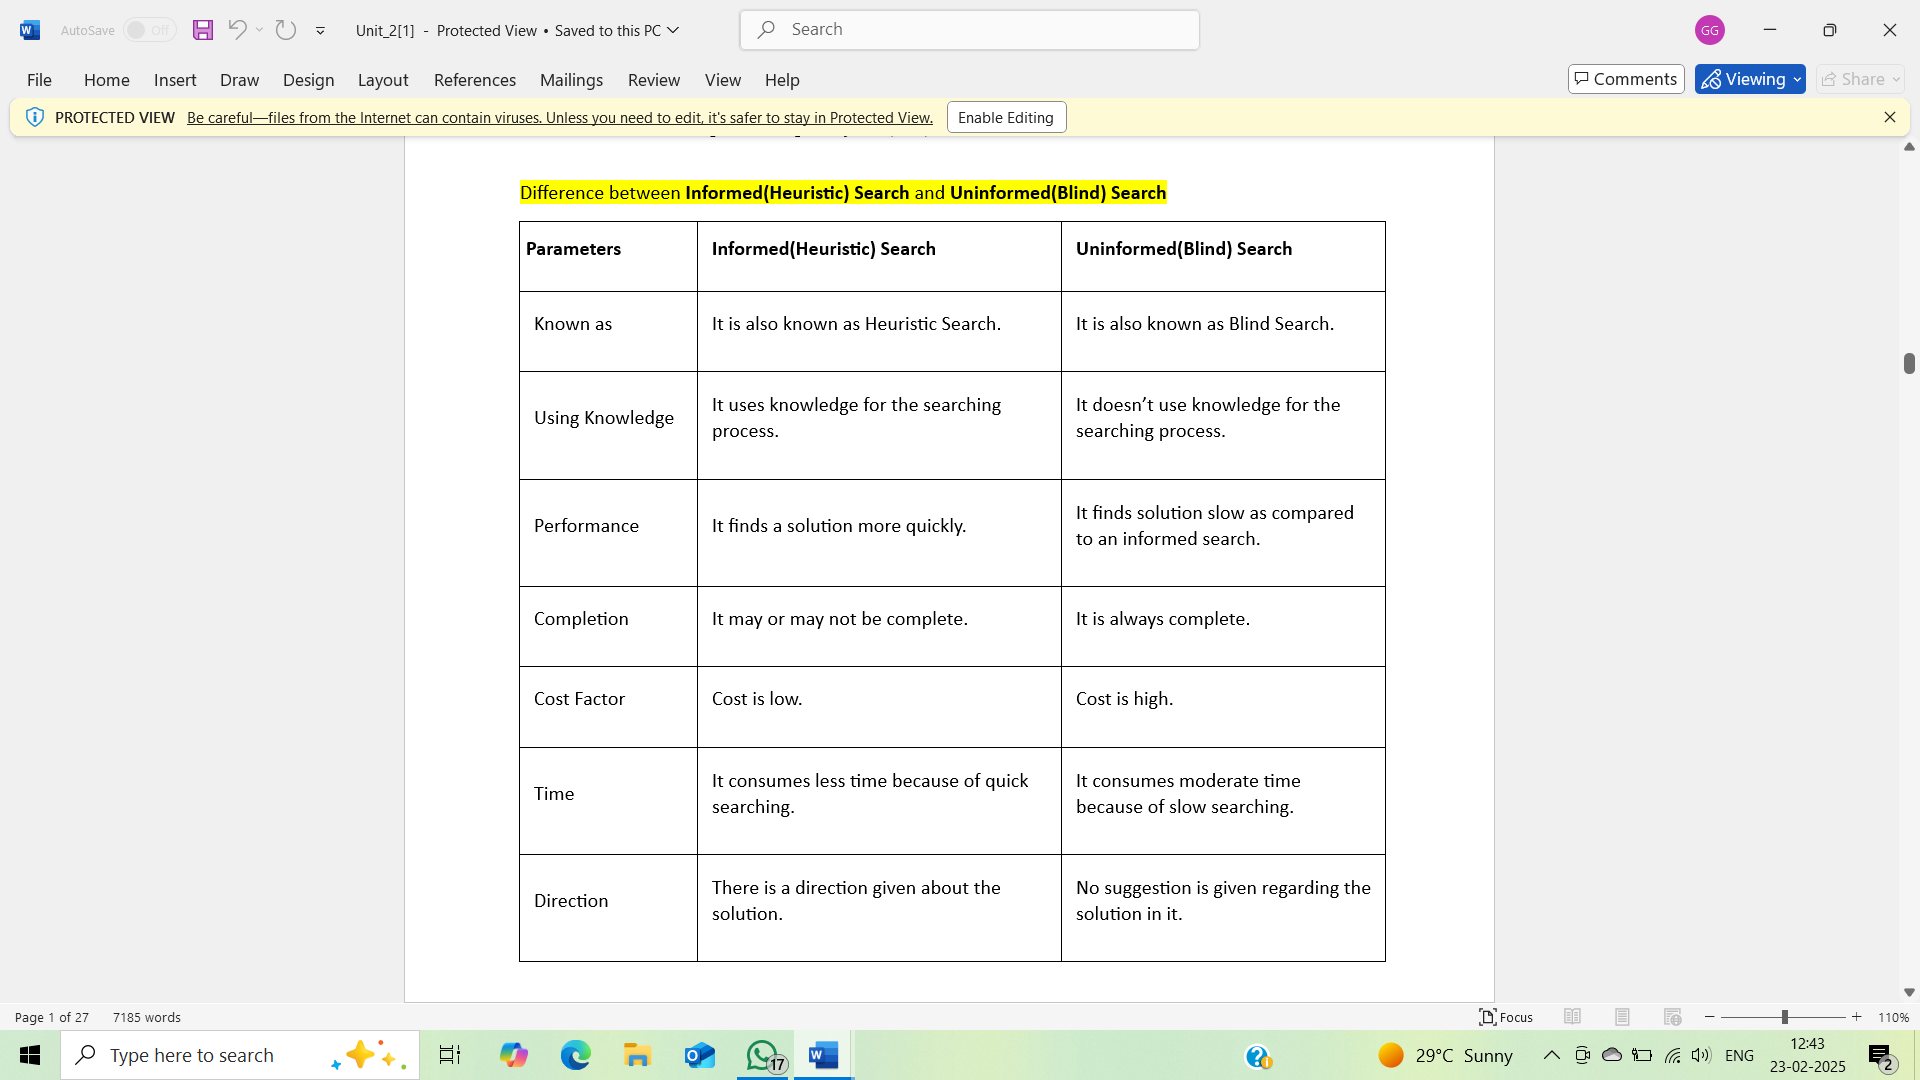 AutoSave Off Unit_2[1] - Protected View • Saved to this PC Search GG
File Home Insert Draw Design Layout References Mailings Review View Help Comments Viewing Share
PROTECTED VIEW Be careful—files from the Internet can contain viruses. Unless you need to edit, it's safer to stay in Protected View. Enable Editing
Difference between Informed(Heuristic) Search and Uninformed(Blind) Search
Parameters Informed(Heuristic) Search Uninformed(Blind) Search
Known as It is also known as Heuristic Search. It is also known as Blind Search.
Using Knowledge
It uses knowledge for the searching
process.
It doesn’t use knowledge for the
searching process.
Performance It finds a solution more quickly.
It finds solution slow as compared
to an informed search.
Completion It may or may not be complete. It is always complete.
Cost Factor Cost is low. Cost is high.
Time
It consumes less time because of quick
searching.
It consumes moderate time
because of slow searching.
Direction
There is a direction given about the
solution.
No suggestion is given regarding the
solution in it.
Page 1 of 27 7185 words Focus 110%
Type here to search 17 29°C Sunny ENG 12:43
23-02-2025 2